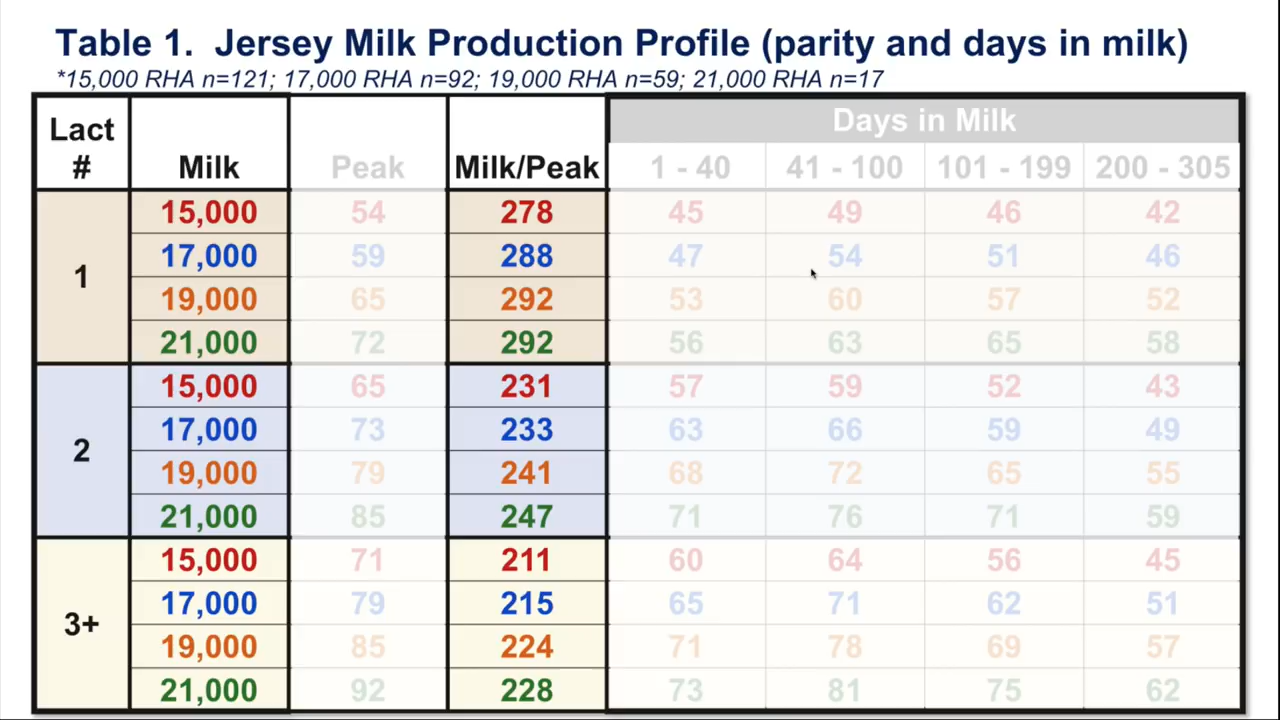 Table 1. Jersey Milk Production Profile (parity and days in milk)
*15,000 RHA n=121; 17,000 RHA n=92; 19,000 RHA n=59; 21,000 RHA n=17
Days in Milk
Lact # Milk Peak Milk/Peak 1 - 40 41 - 100 101 - 199 200 - 305
1
15,000 54 278 45 49 46 42
17,000 59 288 47 54 51 46
19,000 65 292 53 60 57 52
21,000 72 292 56 63 65 58
2
15,000 65 231 57 59 52 43
17,000 73 233 63 66 59 49
19,000 79 241 68 72 65 55
21,000 85 247 71 76 71 59
3+
15,000 71 211 60 64 56 45
17,000 79 215 65 71 62 51
19,000 85 224 71 78 69 57
21,000 92 228 73 81 75 62